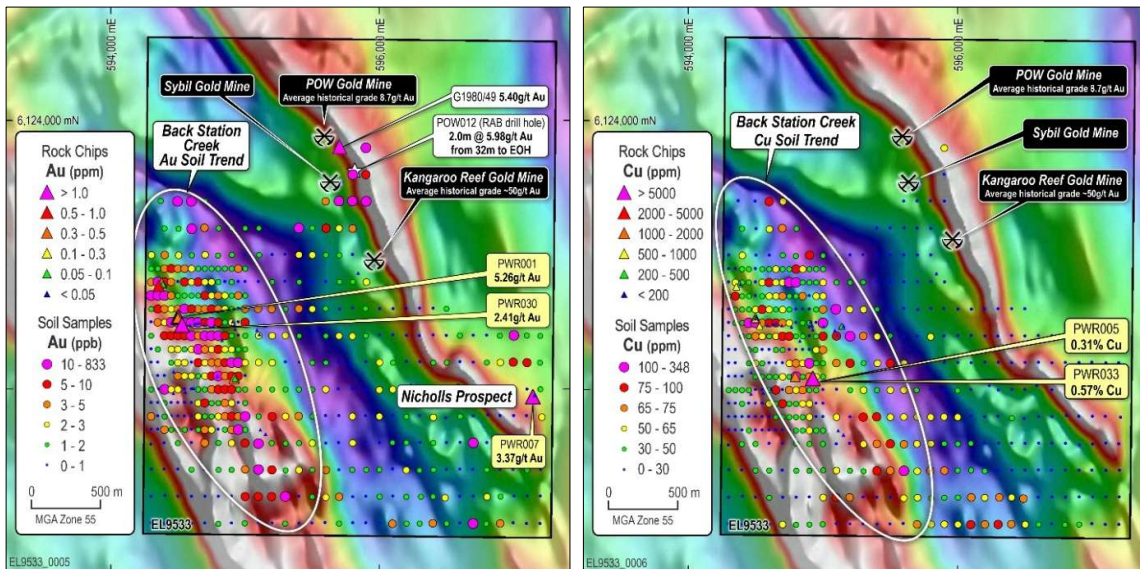 594,000 mE
596,000 mE
6,124,000 mN
POW Gold Mine
Average historical grade 8.7g/t Au
Sybil Gold Mine
G1980/49 5.40g/t Au
POW012 (RAB drill hole)
2.0m @ 5.98g/t Au
from 32m to EOH
Back Station
Creek
Au Soil Trend
Kangaroo Reef Gold Mine
Average historical grade ~50g/t Au
Rock Chips
Au (ppm)
> 1.0
0.5 - 1.0
0.3 - 0.5
0.1 - 0.3
0.05 - 0.1
< 0.05
Soil Samples
Au (ppb)
10 - 833
5 - 10
3 - 5
2 - 3
1 - 2
0 - 1
0 500 m
MGA Zone 55
PWR001
5.26g/t Au
PWR030
2.41g/t Au
Nicholls Prospect
PWR007
3.37g/t Au
EL9533
EL9533_0005
594,000 mE
596,000 mE
6,124,000 mN
POW Gold Mine
Average historical grade 8.7g/t Au
Back Station Creek
Cu Soil Trend
Sybil Gold Mine
Kangaroo Reef Gold Mine
Average historical grade ~50g/t Au
Rock Chips
Cu (ppm)
> 5000
2000 - 5000
1000 - 2000
500 - 1000
200 - 500
< 200
Soil Samples
Cu (ppm)
100 - 348
75 - 100
65 - 75
50 - 65
30 - 50
0 - 30
0 500 m
MGA Zone 55
PWR005
0.31% Cu
PWR033
0.57% Cu
EL9533
EL9533_0006